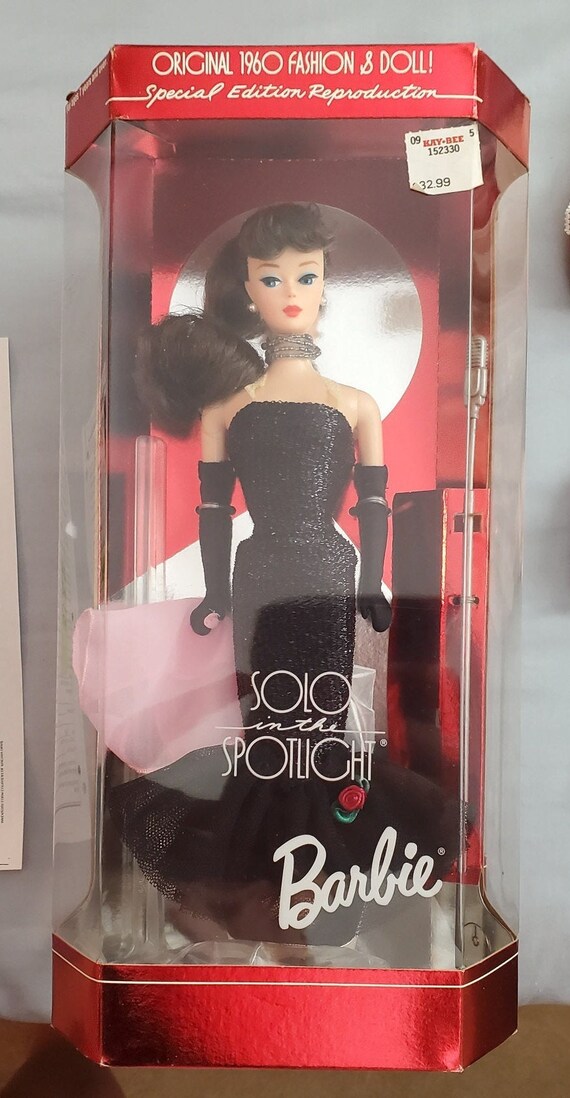 ORIGINAL 1960 FASHION & DOLL!
Special Edition Reproduction
09 KAY•BEE 5
152330
32.99
SOLO
in the
SPOTLIGHT®
Barbie®